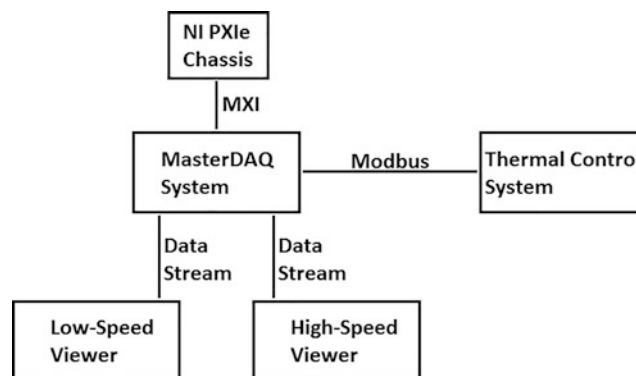 NI PXIe
Chassis
MXI
MasterDAQ
System
Modbus
Thermal Control
System
Data
Stream
Data
Stream
Low-Speed
Viewer
High-Speed
Viewer